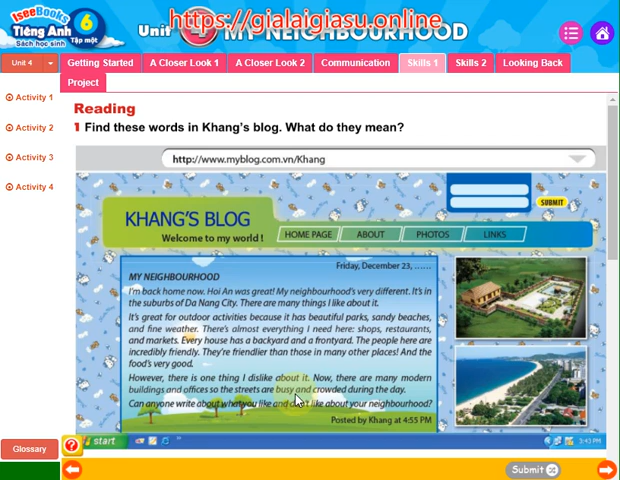 IseeBooks
Tiếng Anh 6
Sách học sinh Tập một
Unit 4 MY NEIGHBOURHOOD
https://gialaigiasu.online
Unit 4
Getting Started
A Closer Look 1
A Closer Look 2
Communication
Skills 1
Skills 2
Looking Back
Project
Activity 1
Activity 2
Activity 3
Activity 4
Reading
1 Find these words in Khang's blog. What do they mean?
http://www.myblog.com.vn/Khang
SUBMIT
KHANG'S BLOG
Welcome to my world !
HOME PAGE
ABOUT
PHOTOS
LINKS
Friday, December 23, ......
MY NEIGHBOURHOOD
I'm back home now. Hoi An was great! My neighbourhood's very different. It's in
the suburbs of Da Nang City. There are many things I like about it.
It's great for outdoor activities because it has beautiful parks, sandy beaches,
and fine weather. There's almost everything I need here: shops, restaurants,
and markets. Every house has a backyard and a frontyard. The people here are
incredibly friendly. They're friendlier than those in many other places! And the
food's very good.
However, there is one thing I dislike about it. Now, there are many modern
buildings and offices so the streets are busy and crowded during the day.
Can anyone write about what you like and don't like about your neighbourhood?
Posted by Khang at 4:55 PM
start
3:43 PM
Glossary
?
Submit